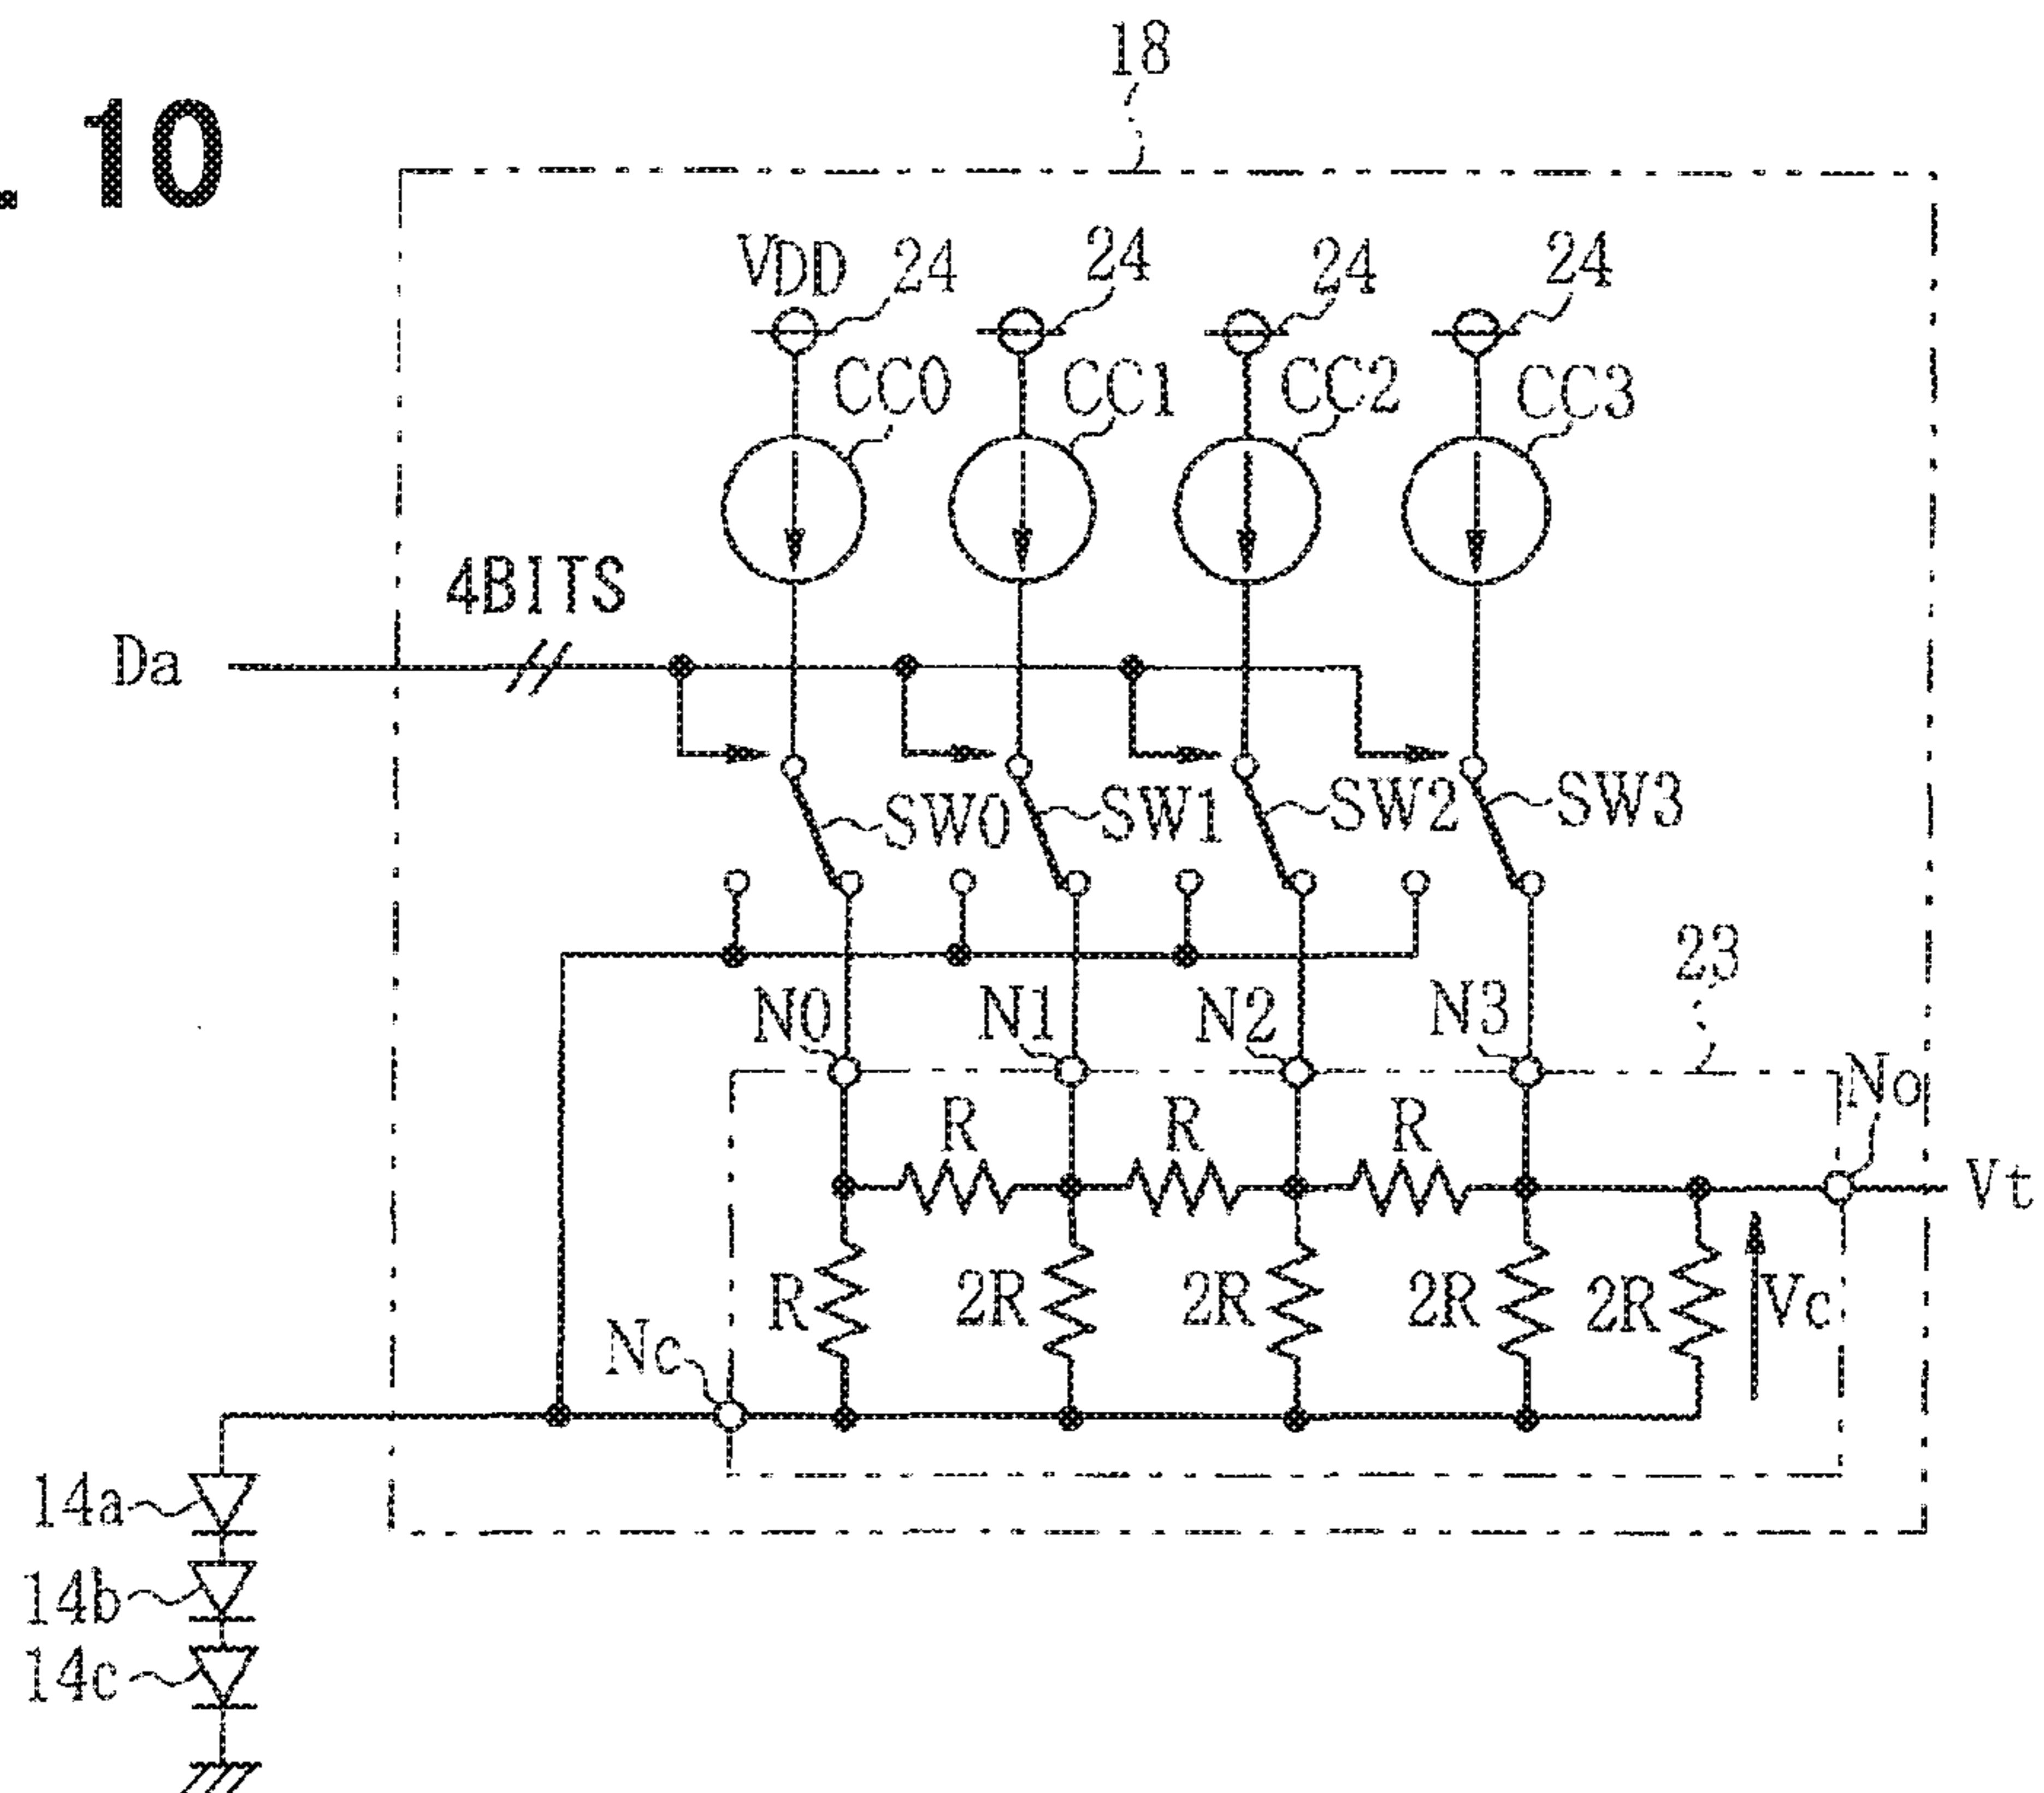 . 10
18
VDD 24 24 24 24
CC0 CC1 CC2 CC3
4BITS
Da
SW0 SW1 SW2 SW3
23
N0 N1 N2 N3
No
R R R
Vt
R 2R 2R 2R 2R Vc
Nc
14a
14b
14c